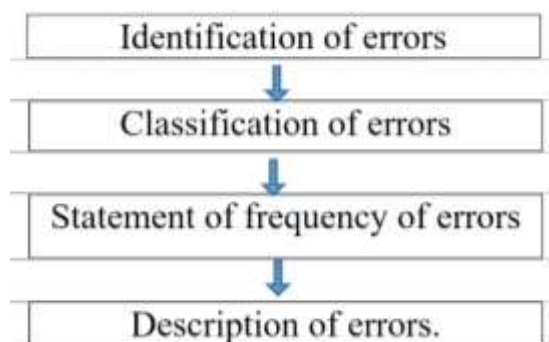 Identification of errors
Classification of errors
Statement of frequency of errors
Description of errors.